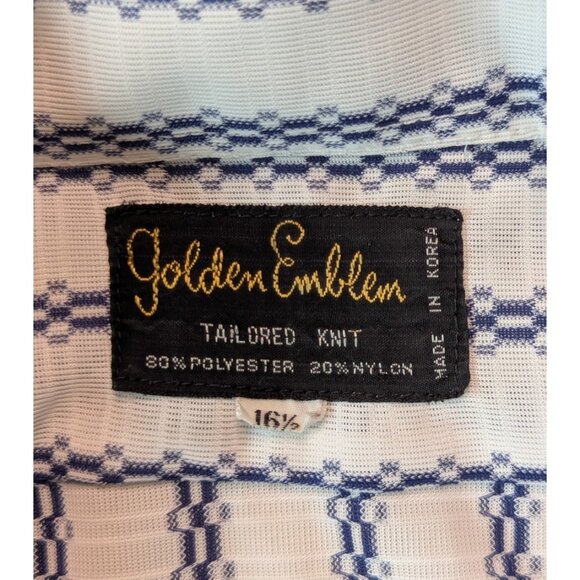 golden Emblem
TAILORED KNIT
80% POLYESTER 20% NYLON
MADE IN KOREA
16½